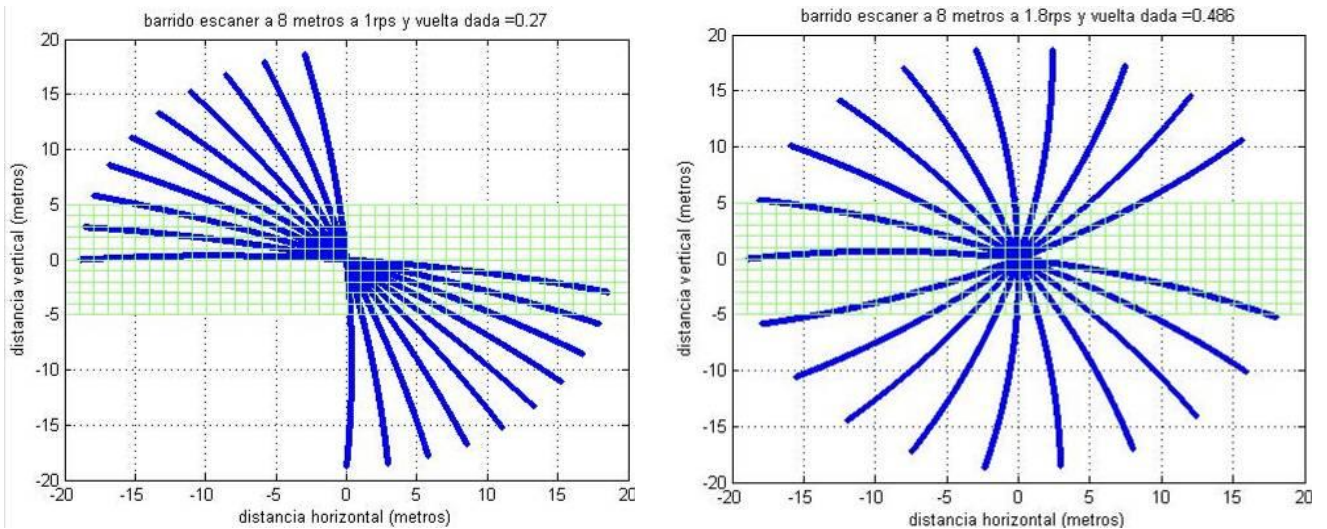 barrido escaner a 8 metros a 1rps y vuelta dada =0.27
20
15
10
5
0
-5
-10
-15
-20
distancia vertical (metros)
-20 -15 -10 -5 0 5 10 15 20
distancia horizontal (metros)
barrido escaner a 8 metros a 1.8rps y vuelta dada =0.486
20
15
10
5
0
-5
-10
-15
-20
distancia vertical (metros)
-20 -15 -10 -5 0 5 10 15 20
distancia horizontal (metros)